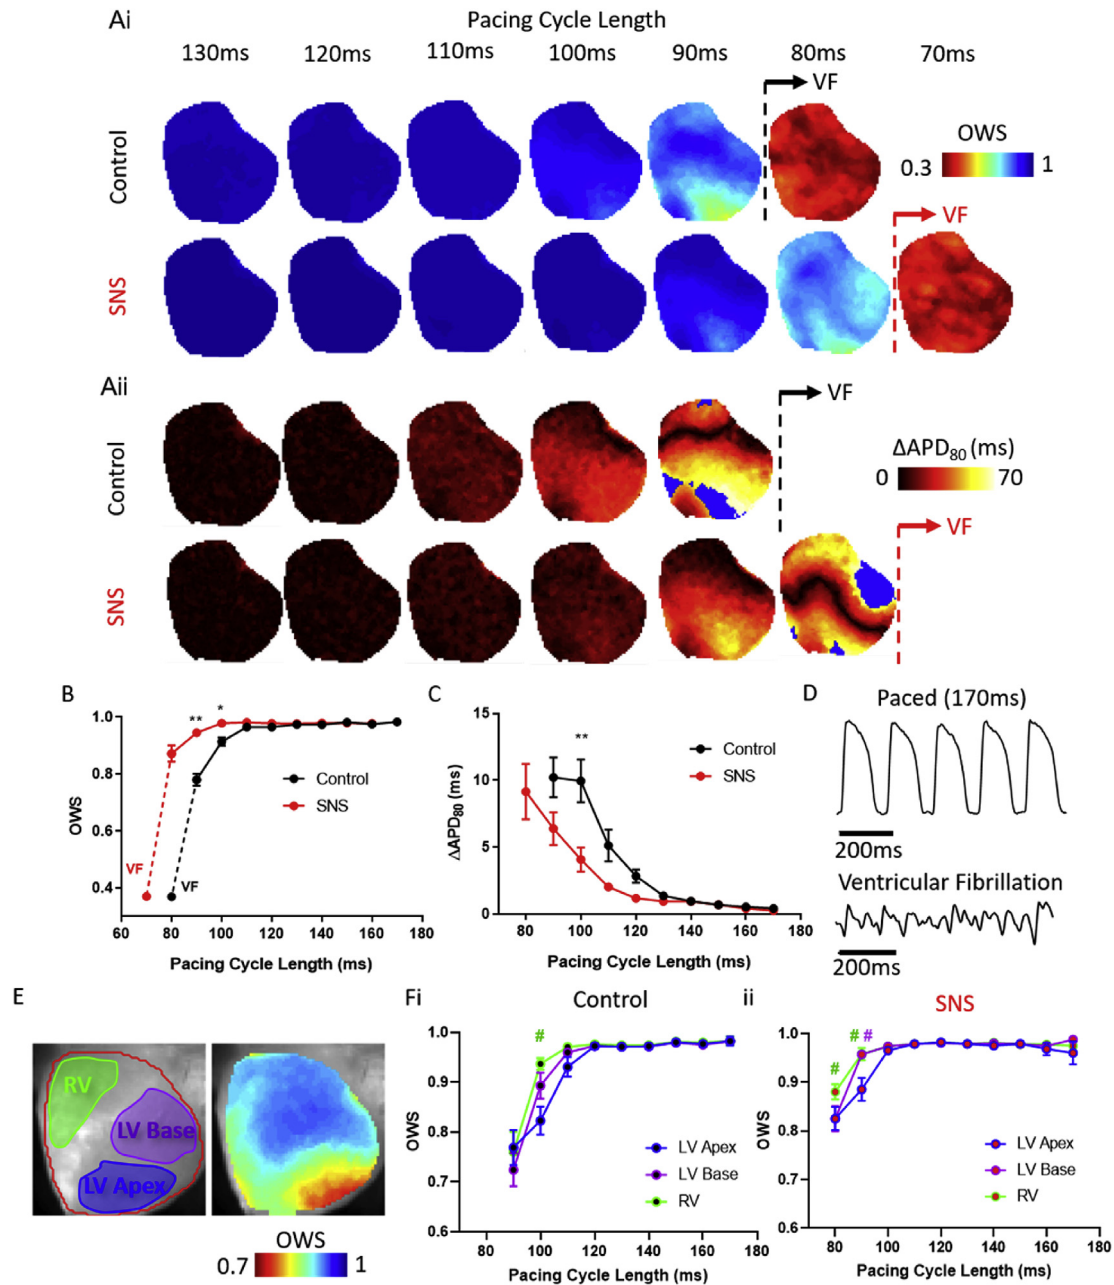 Ai
Pacing Cycle Length
130ms 120ms 110ms 100ms 90ms 80ms 70ms
VF
Control
OWS
0.3 1
VF
SNS
Aii
VF
Control
ΔAPD80 (ms)
0 70
VF
SNS
B
1.0
0.8
0.6
0.4
OWS
** *
Control
SNS
VF
VF
60 80 100 120 140 160 180
Pacing Cycle Length (ms)
C
15
10
5
0
ΔAPD80 (ms)
**
Control
SNS
80 100 120 140 160 180
Pacing Cycle Length (ms)
D
Paced (170ms)
200ms
Ventricular Fibrillation
200ms
E
RV
LV Base
LV Apex
OWS
0.7 1
Fi
Control
1.0
0.9
0.8
0.7
0.6
OWS
#
LV Apex
LV Base
RV
80 100 120 140 160 180
Pacing Cycle Length (ms)
ii
SNS
1.0
0.9
0.8
0.7
0.6
OWS
# # #
LV Apex
LV Base
RV
80 100 120 140 160 180
Pacing Cycle Length (ms)